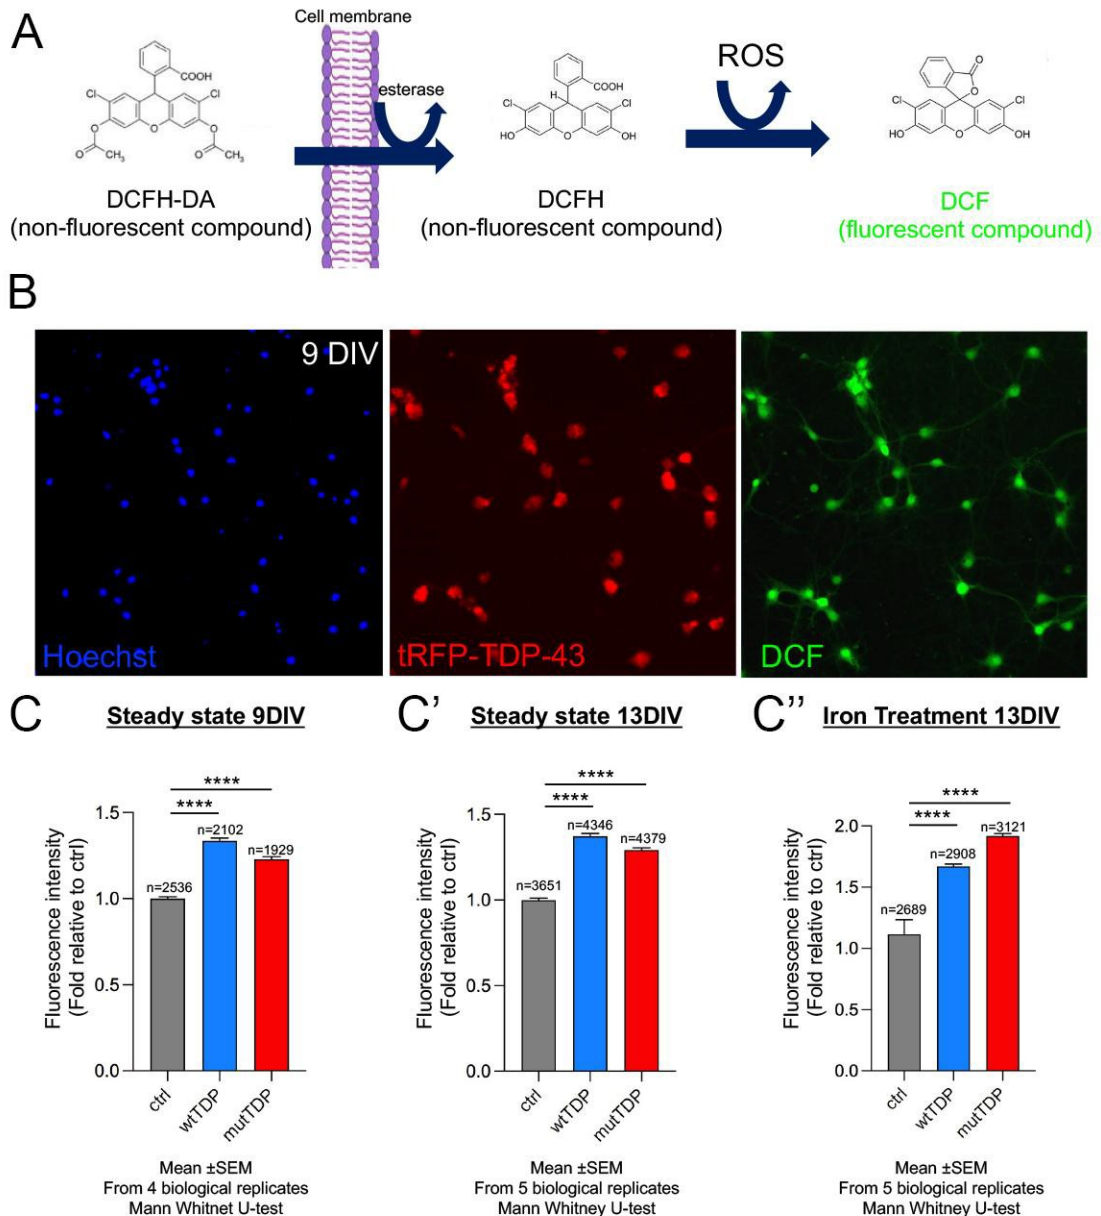 A
Cell membrane
COOH
Cl
Cl
O
O
O
O
CH₃
O
CH₃
DCFH-DA
(non-fluorescent compound)
esterase
COOH
H
Cl
Cl
HO
O
OH
DCFH
(non-fluorescent compound)
ROS
O
O
Cl
Cl
HO
O
OH
DCF
(fluorescent compound)
B
9 DIV
Hoechst
tRFP-TDP-43
DCF
C
Steady state 9DIV
Fluorescence intensity
(Fold relative to ctrl)
1.5
1.0
0.5
0.0
****
****
n=2536
n=2102
n=1929
ctrl
wtTDP
mutTDP
Mean ±SEM
From 4 biological replicates
Mann Whitnet U-test
C'
Steady state 13DIV
Fluorescence intensity
(Fold relative to ctrl)
1.5
1.0
0.5
0.0
****
****
n=3651
n=4346
n=4379
ctrl
wtTDP
mutTDP
Mean ±SEM
From 5 biological replicates
Mann Whitney U-test
C''
Iron Treatment 13DIV
Fluorescence intensity
(Fold relative to ctrl)
2.0
1.5
1.0
0.5
0.0
****
****
n=2689
n=2908
n=3121
ctrl
wtTDP
mutTDP
Mean ±SEM
From 5 biological replicates
Mann Whitney U-test